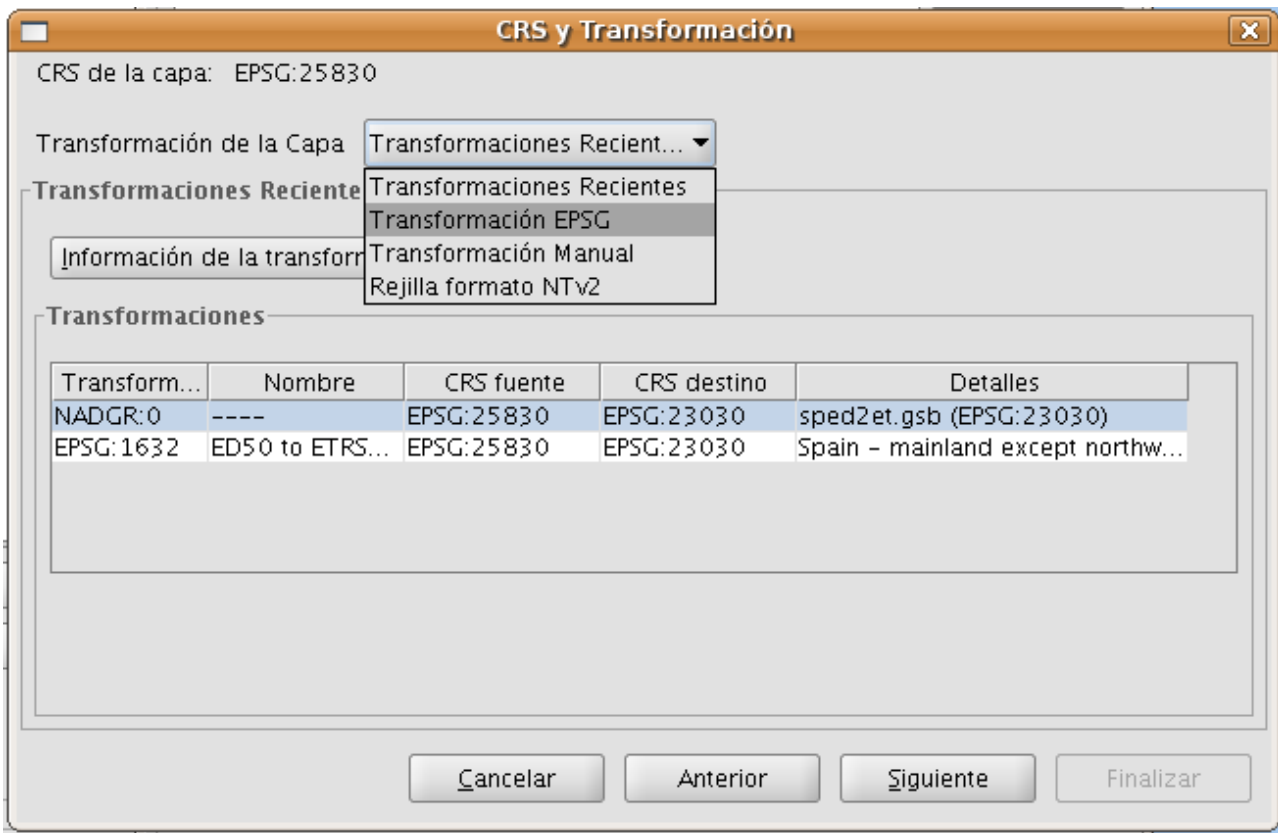 CRS y Transformación
CRS de la capa: EPSG:25830
Transformación de la Capa Transformaciones Recient...
Transformaciones Reciente
Transformaciones Recientes
Transformación EPSG
Información de la transforr
Transformación Manual
Rejilla formato NTv2
Transformaciones
Transform... Nombre CRS fuente CRS destino Detalles
NADGR:0 ---- EPSG:25830 EPSG:23030 sped2et.gsb (EPSG:23030)
EPSG:1632 ED50 to ETRS... EPSG:25830 EPSG:23030 Spain – mainland except northw...
Cancelar Anterior Siguiente Finalizar